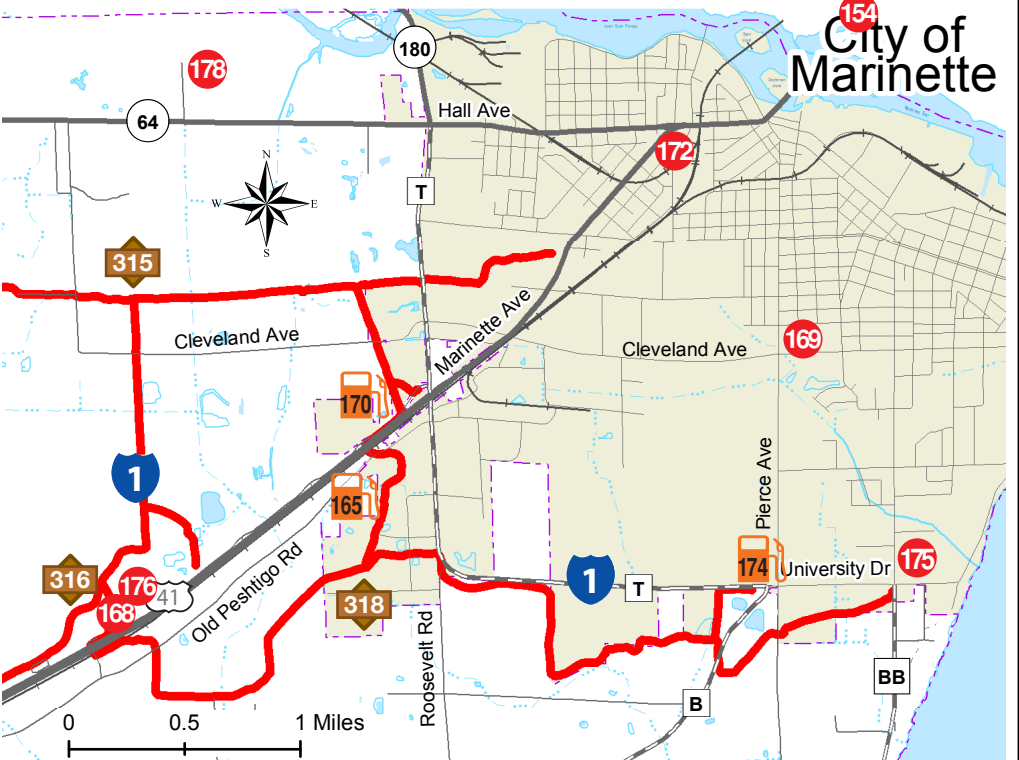 154
City of
Marinette
180
178
Hall Ave
64
172
N
W
E
S
T
315
Marinette Ave
Cleveland Ave
Cleveland Ave
169
170
1
165
Pierce Ave
316
176
41
168
Old Peshtigo Rd
318
Roosevelt Rd
1
T
174
University Dr
175
B
BB
0
0.5
1 Miles